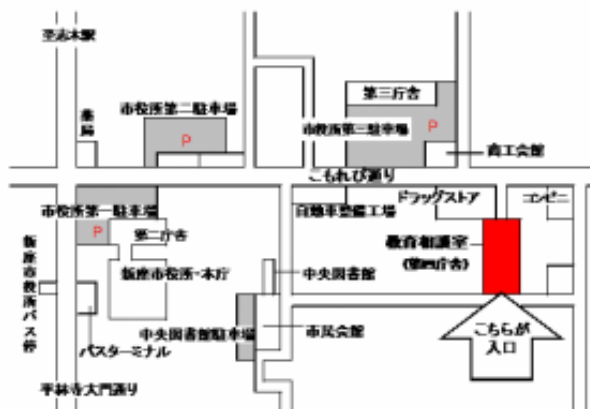 至志木駅
薬局
市役所第二駐車場
P
第三庁舎
市役所第三駐車場
P
商工会館
こもれび通り
市役所第一駐車場
P
第二庁舎
新座市役所・本庁
自動車整備工場
ドラッグストア
コンビニ
教育相談室
(第四庁舎)
新座市役所バス停
中央図書館
バスターミナル
中央図書館駐車場
市民会館
こちらが
入口
平林寺大門通り